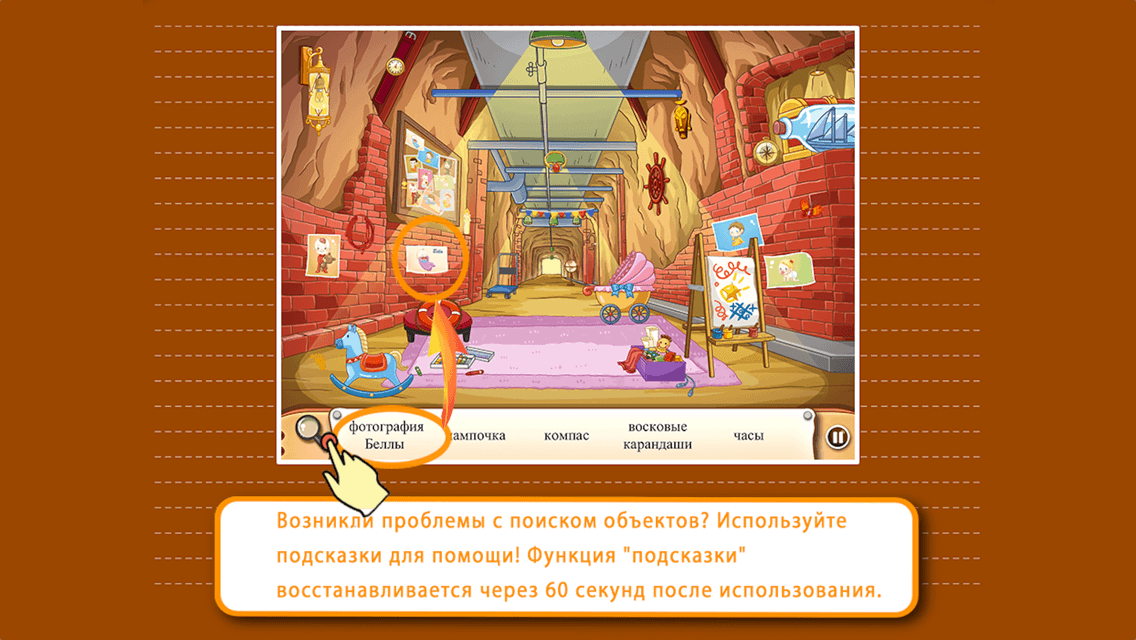 фотография
Беллы
лампочка
компас
восковые
карандаши
часы
Возникли проблемы с поиском объектов? Используйте
подсказки для помощи! Функция "подсказки"
восстанавливается через 60 секунд после использования.